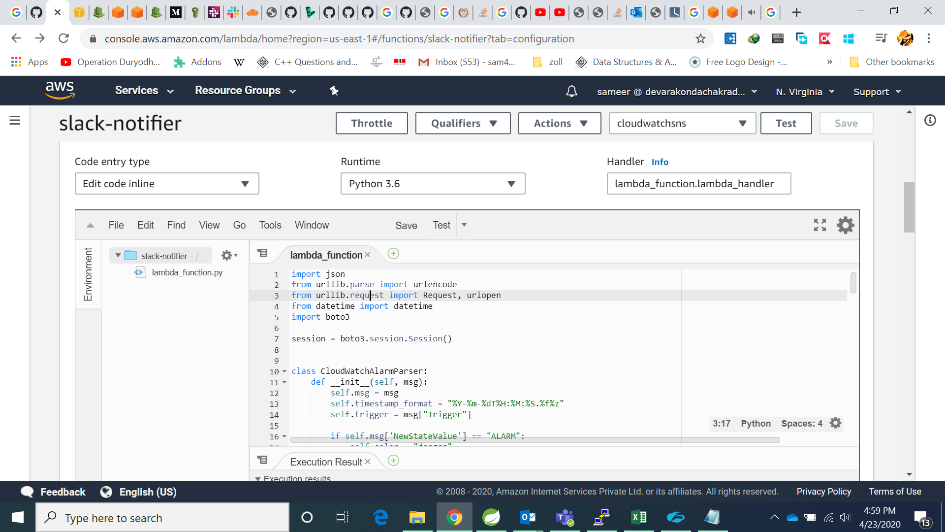 console.aws.amazon.com/lambda/home?region=us-east-1#/functions/slack-notifier?tab=configuration
Apps Operation Duryodh... Addons C++ Questions and... Inbox (553) - sam4... zoll Data Structures & A... Free Logo Design -... » Other bookmarks
aws Services Resource Groups sameer @ devarakondachakrad... N. Virginia Support
slack-notifier Throttle Qualifiers Actions cloudwatchsns Test Save
Code entry type Runtime Handler Info
Edit code inline Python 3.6 lambda_function.lambda_handler
File Edit Find View Go Tools Window Save Test
Environment
slack-notifier - /
lambda_function.py
lambda_function ×
1 import json
2 from urllib.parse import urlencode
3 from urllib.request import Request, urlopen
4 from datetime import datetime
5 import boto3
6
7 session = boto3.session.Session()
8
9
10 class CloudWatchAlarmParser:
11 def __init__(self, msg):
12 self.msg = msg
13 self.timestamp_format = "%Y-%m-%dT%H:%M:%S.%f%z"
14 self.trigger = msg["Trigger"]
15
16 if self.msg['NewStateValue'] == "ALARM":
3:17 Python Spaces: 4
Execution Result ×
Execution results
Feedback English (US) © 2008 - 2020, Amazon Internet Services Private Ltd. or its affiliates. All rights reserved. Privacy Policy Terms of Use
Type here to search
4:59 PM
4/23/2020
13